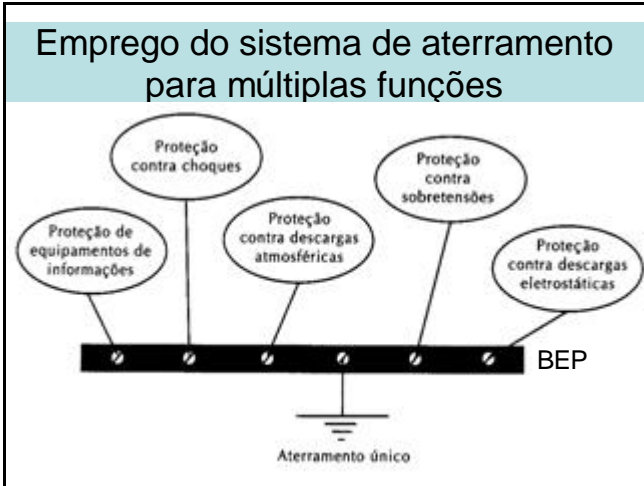 Emprego do sistema de aterramento
para múltiplas funções
Proteção
contra choques
Proteção
contra
sobretensões
Proteção de
equipamentos de
informações
Proteção
contra descargas
atmosféricas
Proteção
contra descargas
eletrostáticas
BEP
Aterramento único